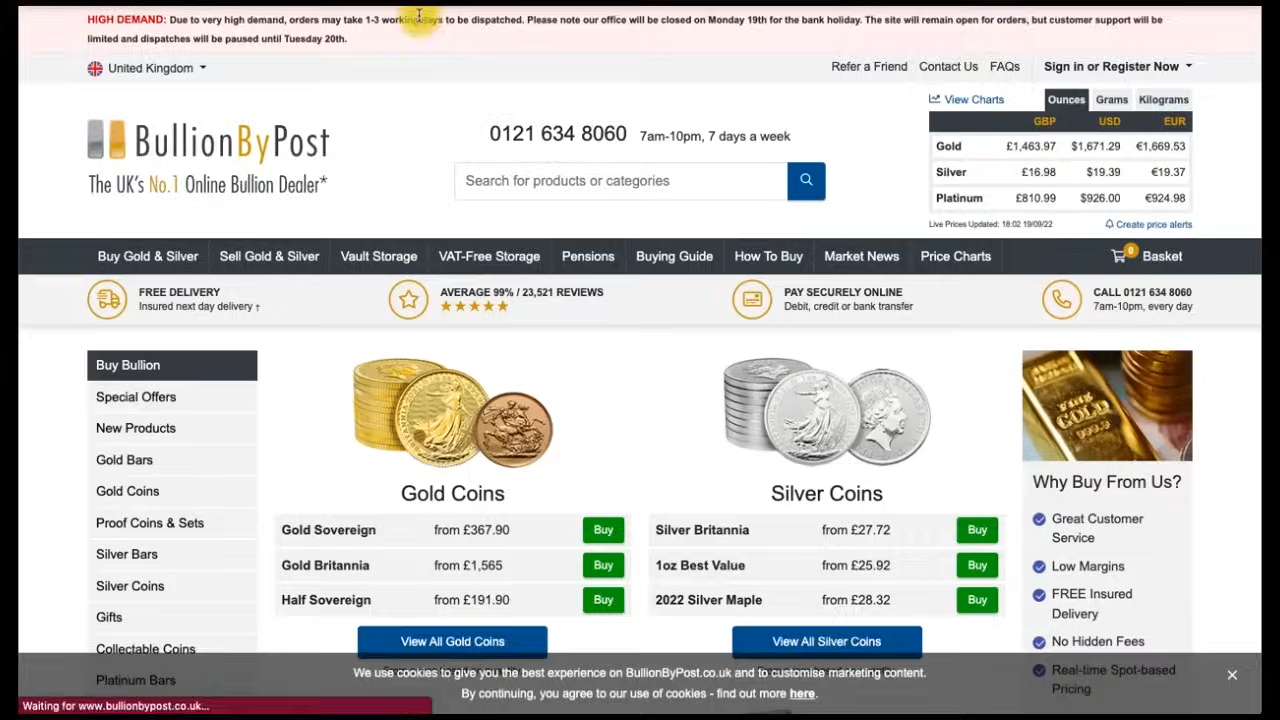 HIGH DEMAND: Due to very high demand, orders may take 1-3 working days to be dispatched. Please note our office will be closed on Monday 19th for the bank holiday. The site will remain open for orders, but customer support will be
limited and dispatches will be paused until Tuesday 20th.
United Kingdom
Refer a Friend Contact Us FAQs Sign in or Register Now
View Charts Ounces Grams Kilograms
GBP USD EUR
Gold £1,463.97 $1,671.29 €1,669.53
Silver £16.98 $19.39 €19.37
Platinum £810.99 $926.00 €924.98
Live Prices Updated: 18:02 19/09/22 Create price alerts
BullionByPost
The UK's No.1 Online Bullion Dealer*
0121 634 8060 7am-10pm, 7 days a week
Search for products or categories
Buy Gold & Silver Sell Gold & Silver Vault Storage VAT-Free Storage Pensions Buying Guide How To Buy Market News Price Charts 0 Basket
FREE DELIVERY
Insured next day delivery †
AVERAGE 99% / 23,521 REVIEWS
PAY SECURELY ONLINE
Debit, credit or bank transfer
CALL 0121 634 8060
7am-10pm, every day
Buy Bullion
Special Offers
New Products
Gold Bars
Gold Coins
Proof Coins & Sets
Silver Bars
Silver Coins
Gifts
Collectable Coins
Platinum Bars
Gold Coins
Gold Sovereign from £367.90 Buy
Gold Britannia from £1,565 Buy
Half Sovereign from £191.90 Buy
View All Gold Coins
Silver Coins
Silver Britannia from £27.72 Buy
1oz Best Value from £25.92 Buy
2022 Silver Maple from £28.32 Buy
View All Silver Coins
GOLD
999.9
Why Buy From Us?
Great Customer
Service
Low Margins
FREE Insured
Delivery
No Hidden Fees
Real-time Spot-based
Pricing
We use cookies to give you the best experience on BullionByPost.co.uk and to customise marketing content.
By continuing, you agree to our use of cookies - find out more here.
Waiting for www.bullionbypost.co.uk...